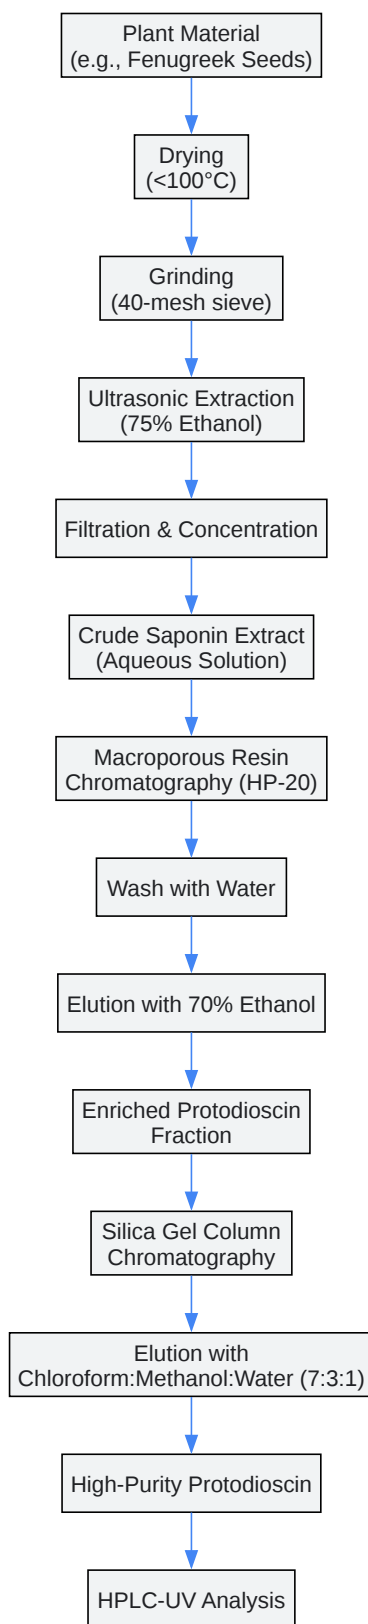 Plant Material
(e.g., Fenugreek Seeds)
Drying
(<100°C)
Grinding
(40-mesh sieve)
Ultrasonic Extraction
(75% Ethanol)
Filtration & Concentration
Crude Saponin Extract
(Aqueous Solution)
Macroporous Resin
Chromatography (HP-20)
Wash with Water
Elution with 70% Ethanol
Enriched Protodioscin
Fraction
Silica Gel Column
Chromatography
Elution with
Chloroform:Methanol:Water (7:3:1)
High-Purity Protodioscin
HPLC-UV Analysis